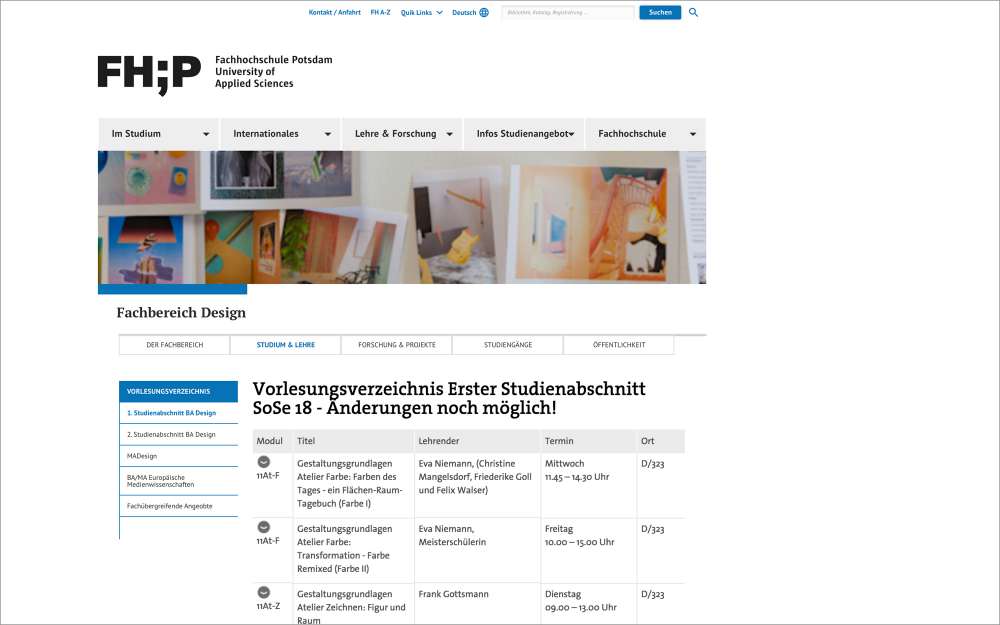 Kontakt / Anfahrt FH A-Z Quik Links Deutsch Bibliothek, Katalog, Registrierung ... Suchen
FH;P
Fachhochschule Potsdam
University of
Applied Sciences
Im Studium Internationales Lehre & Forschung Infos Studienangebot Fachhochschule
Fachbereich Design
DER FACHBEREICH STUDIUM & LEHRE FORSCHUNG & PROJEKTE STUDIENGÄNGE ÖFFENTLICHKEIT
VORLESUNGSVERZEICHNIS
1. Studienabschnitt BA Design
2. Studienabschnitt BA Design
MADesign
BA/MA Europäische
Medienwissenschaften
Fachübergreifende Angeobte
Vorlesungsverzeichnis Erster Studienabschnitt
SoSe 18 - Änderungen noch möglich!
Modul Titel Lehrender Termin Ort
11At-F
Gestaltungsgrundlagen
Atelier Farbe: Farben des
Tages - ein Flächen-Raum-
Tagebuch (Farbe I)
Eva Niemann, (Christine
Mangelsdorf, Friederike Goll
und Felix Walser)
Mittwoch
11.45 – 14.30 Uhr
D/323
11At-F
Gestaltungsgrundlagen
Atelier Farbe:
Transformation - Farbe
Remixed (Farbe II)
Eva Niemann,
Meisterschülerin
Freitag
10.00 – 15.00 Uhr
D/323
11At-Z
Gestaltungsgrundlagen
Atelier Zeichnen: Figur und
Raum
Frank Gottsmann
Dienstag
09.00 – 13.00 Uhr
D/323